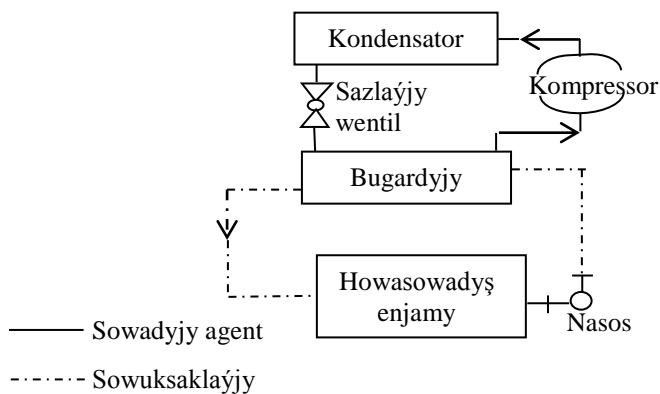 Kondensator
Kompressor
Sazlaýjy
wentil
Bugardyjy
Howasowadyş
enjamy
Nasos
Sowadyjy agent
Sowuksaklaýjy